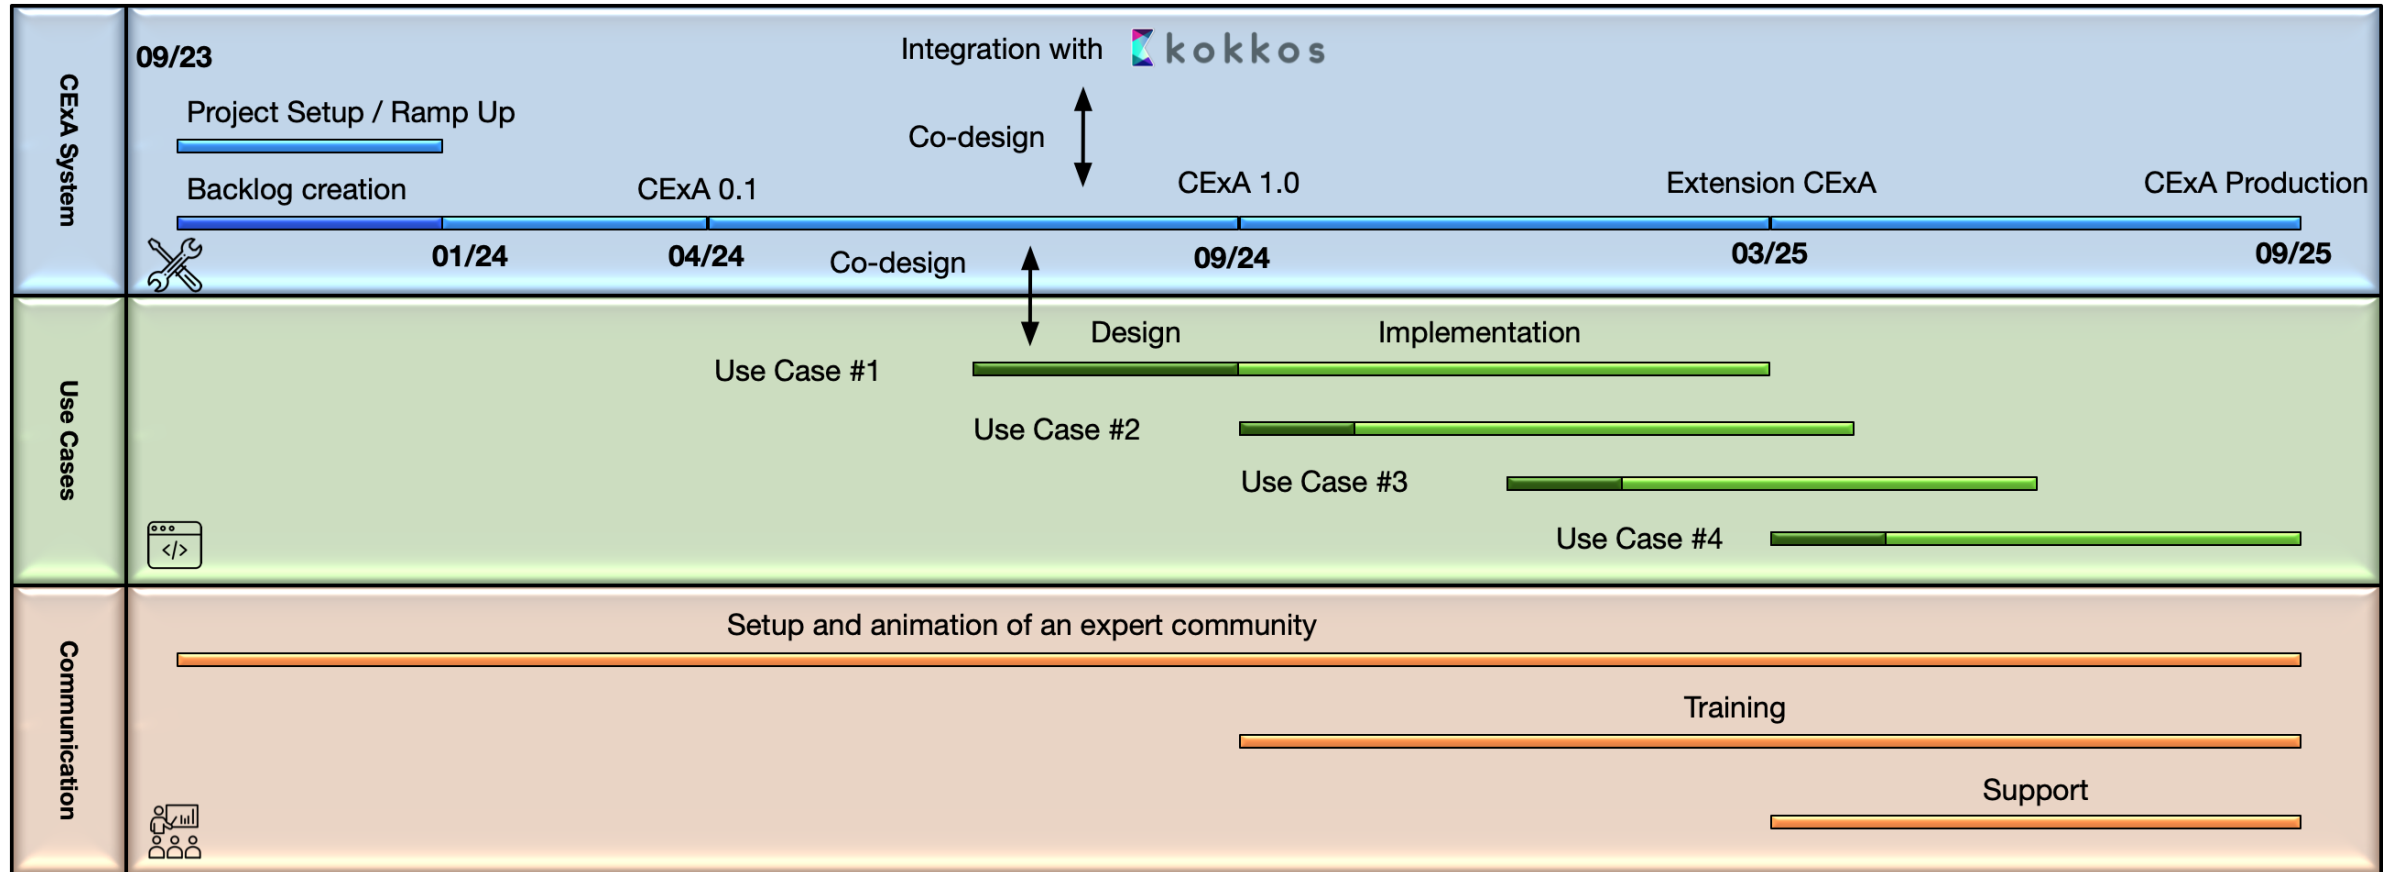 CExA System
09/23
Integration with kokkos
Project Setup / Ramp Up
Co-design
Backlog creation
CExA 0.1
CExA 1.0
Extension CExA
CExA Production
01/24
04/24
Co-design
09/24
03/25
09/25
Use Cases
Design
Implementation
Use Case #1
Use Case #2
Use Case #3
Use Case #4
</>
Communication
Setup and animation of an expert community
Training
Support